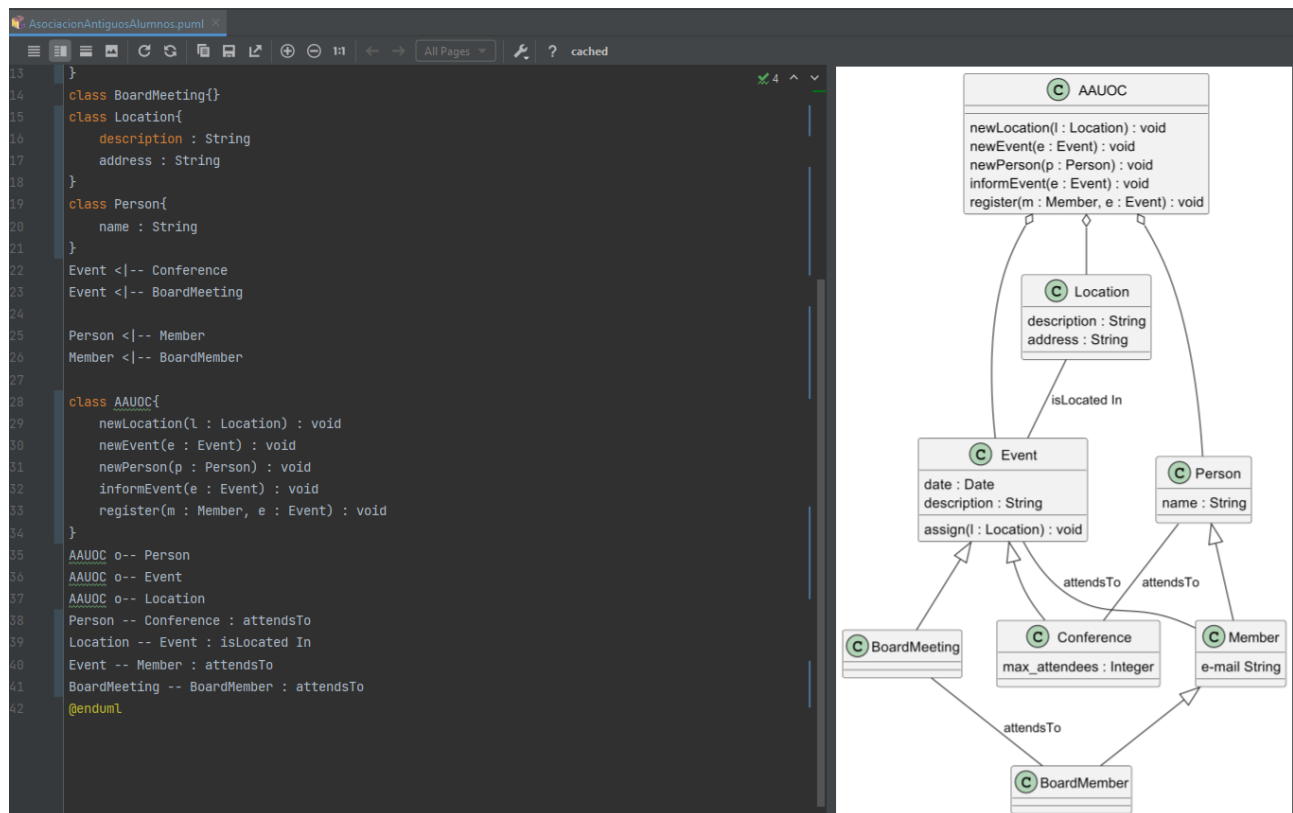 AsociacionAntiguosAlumnos.puml
1:1 All Pages ? cached
13 }
14 class BoardMeeting{}
15 class Location{
16 description : String
17 address : String
18 }
19 class Person{
20 name : String
21 }
22 Event <|-- Conference
23 Event <|-- BoardMeeting
24
25 Person <|-- Member
26 Member <|-- BoardMember
27
28 class AAUOC{
29 newLocation(l : Location) : void
30 newEvent(e : Event) : void
31 newPerson(p : Person) : void
32 informEvent(e : Event) : void
33 register(m : Member, e : Event) : void
34 }
35 AAUOC o-- Person
36 AAUOC o-- Event
37 AAUOC o-- Location
38 Person -- Conference : attendsTo
39 Location -- Event : isLocated In
40 Event -- Member : attendsTo
41 BoardMeeting -- BoardMember : attendsTo
42 @enduml
4
C AAUOC
newLocation(l : Location) : void
newEvent(e : Event) : void
newPerson(p : Person) : void
informEvent(e : Event) : void
register(m : Member, e : Event) : void
C Location
description : String
address : String
isLocated In
C Event
date : Date
description : String
assign(l : Location) : void
C Person
name : String
attendsTo
attendsTo
C BoardMeeting
C Conference
max_attendees : Integer
C Member
e-mail String
attendsTo
C BoardMember